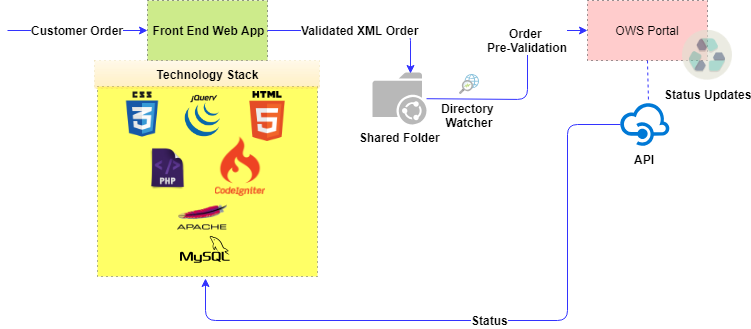 Customer Order
Front End Web App
Validated XML Order
Order
Pre-Validation
OWS Portal
Technology Stack
Status Updates
CSS
3
jQuery
HTML
5
Directory
Watcher
Shared Folder
API
PHP
CodeIgniter
APACHE
MySQL
Status